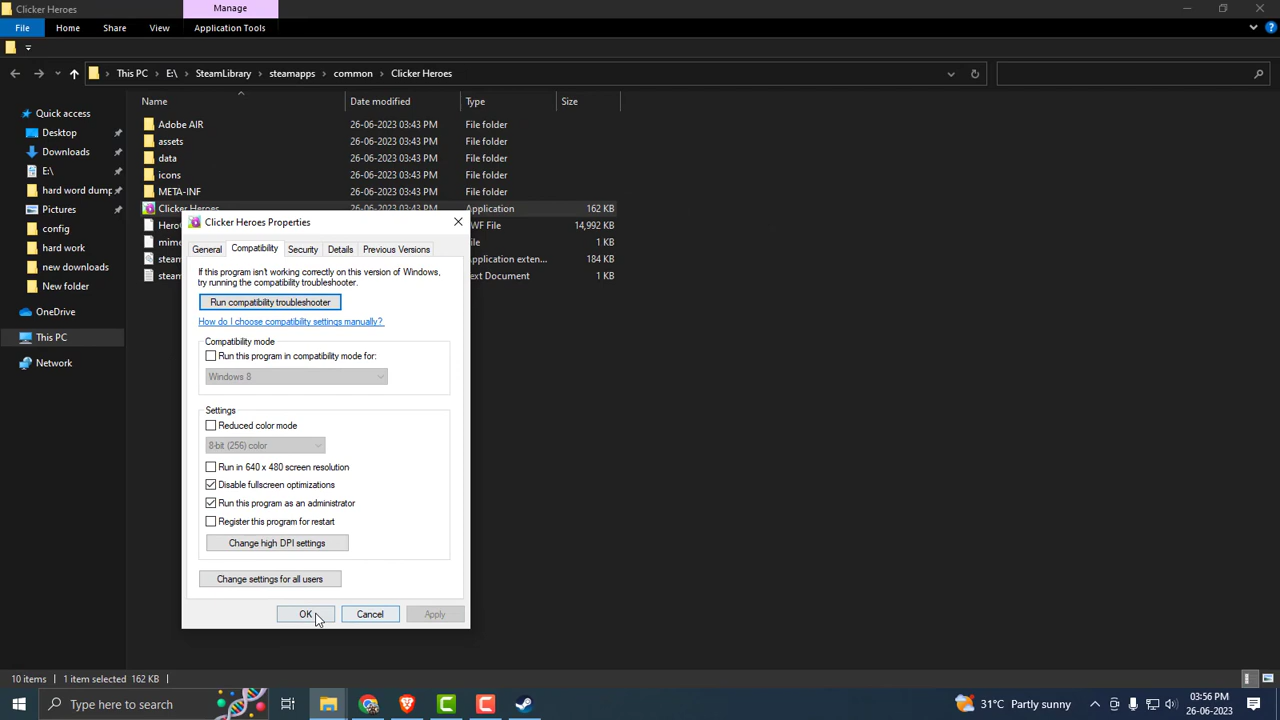 Clicker Heroes
Manage
File
Home
Share
View
Application Tools
This PC
E:\
SteamLibrary
steamapps
common
Clicker Heroes
Name
Date modified
Type
Size
Quick access
Desktop
Downloads
E:\
hard word dump
Pictures
config
hard work
new downloads
New folder
OneDrive
This PC
Network
Adobe AIR 26-06-2023 03:43 PM File folder
assets 26-06-2023 03:43 PM File folder
data 26-06-2023 03:43 PM File folder
icons 26-06-2023 03:43 PM File folder
META-INF 26-06-2023 03:43 PM File folder
Clicker Heroes 26-06-2023 03:43 PM Application 162 KB
14,992 KB
1 KB
steam Application exten... 184 KB
steam 1 KB
Clicker Heroes Properties
General
Compatibility
Security
Details
Previous Versions
If this program isn't working correctly on this version of Windows,
try running the compatibility troubleshooter.
Run compatibility troubleshooter
How do I choose compatibility settings manually?
Compatibility mode
Run this program in compatibility mode for:
Windows 8
Settings
Reduced color mode
8-bit (256) color
Run in 640 x 480 screen resolution
Disable fullscreen optimizations
Run this program as an administrator
Register this program for restart
Change high DPI settings
Change settings for all users
OK
Cancel
Apply
10 items
1 item selected 162 KB
Type here to search
31°C Partly sunny
03:56 PM
26-06-2023